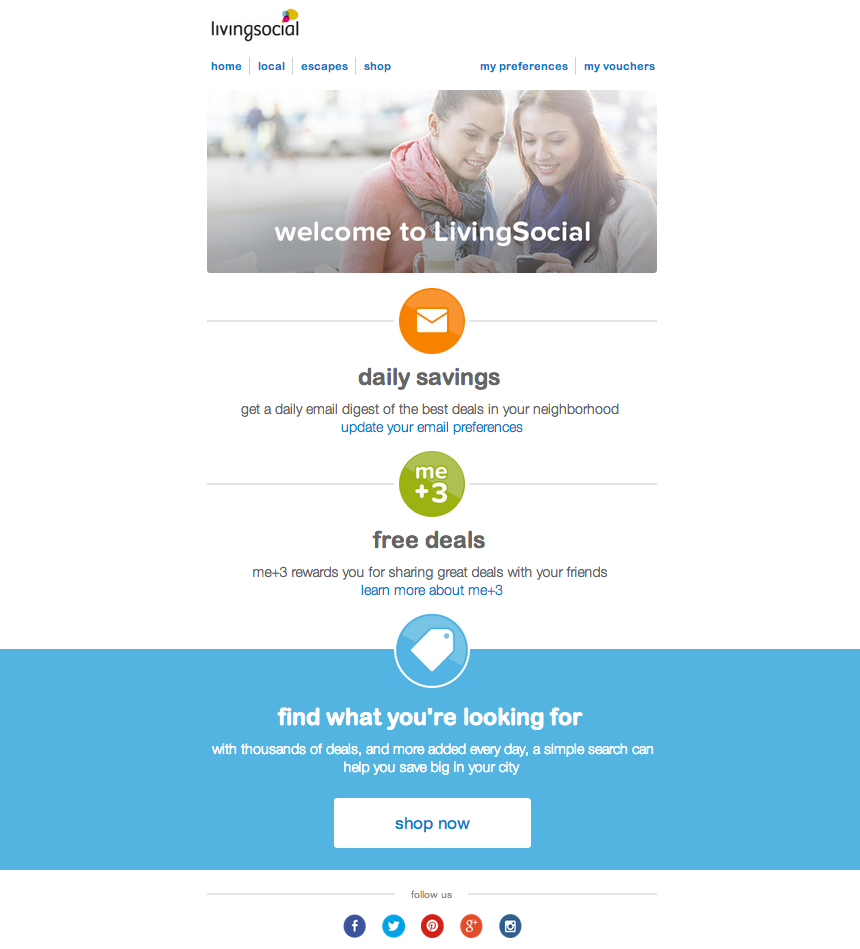 livingsocial
home local escapes shop my preferences my vouchers
welcome to LivingSocial
daily savings
get a daily email digest of the best deals in your neighborhood
update your email preferences
me
+3
free deals
me+3 rewards you for sharing great deals with your friends
learn more about me+3
find what you're looking for
with thousands of deals, and more added every day, a simple search can
help you save big in your city
shop now
follow us